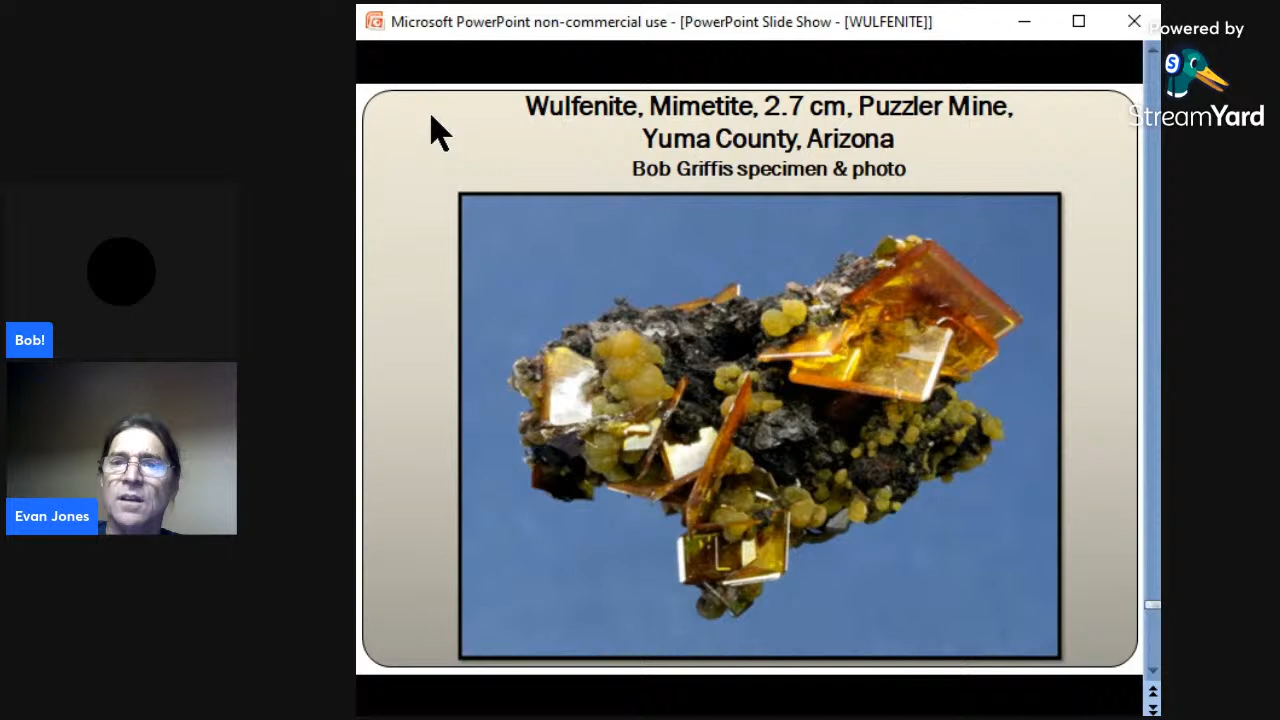 Microsoft PowerPoint non-commercial use - [PowerPoint Slide Show - [WULFENITE]]
Powered by
S
StreamYard
Wulfenite, Mimetite, 2.7 cm, Puzzler Mine,
Yuma County, Arizona
Bob Griffis specimen & photo
Bob!
Evan Jones